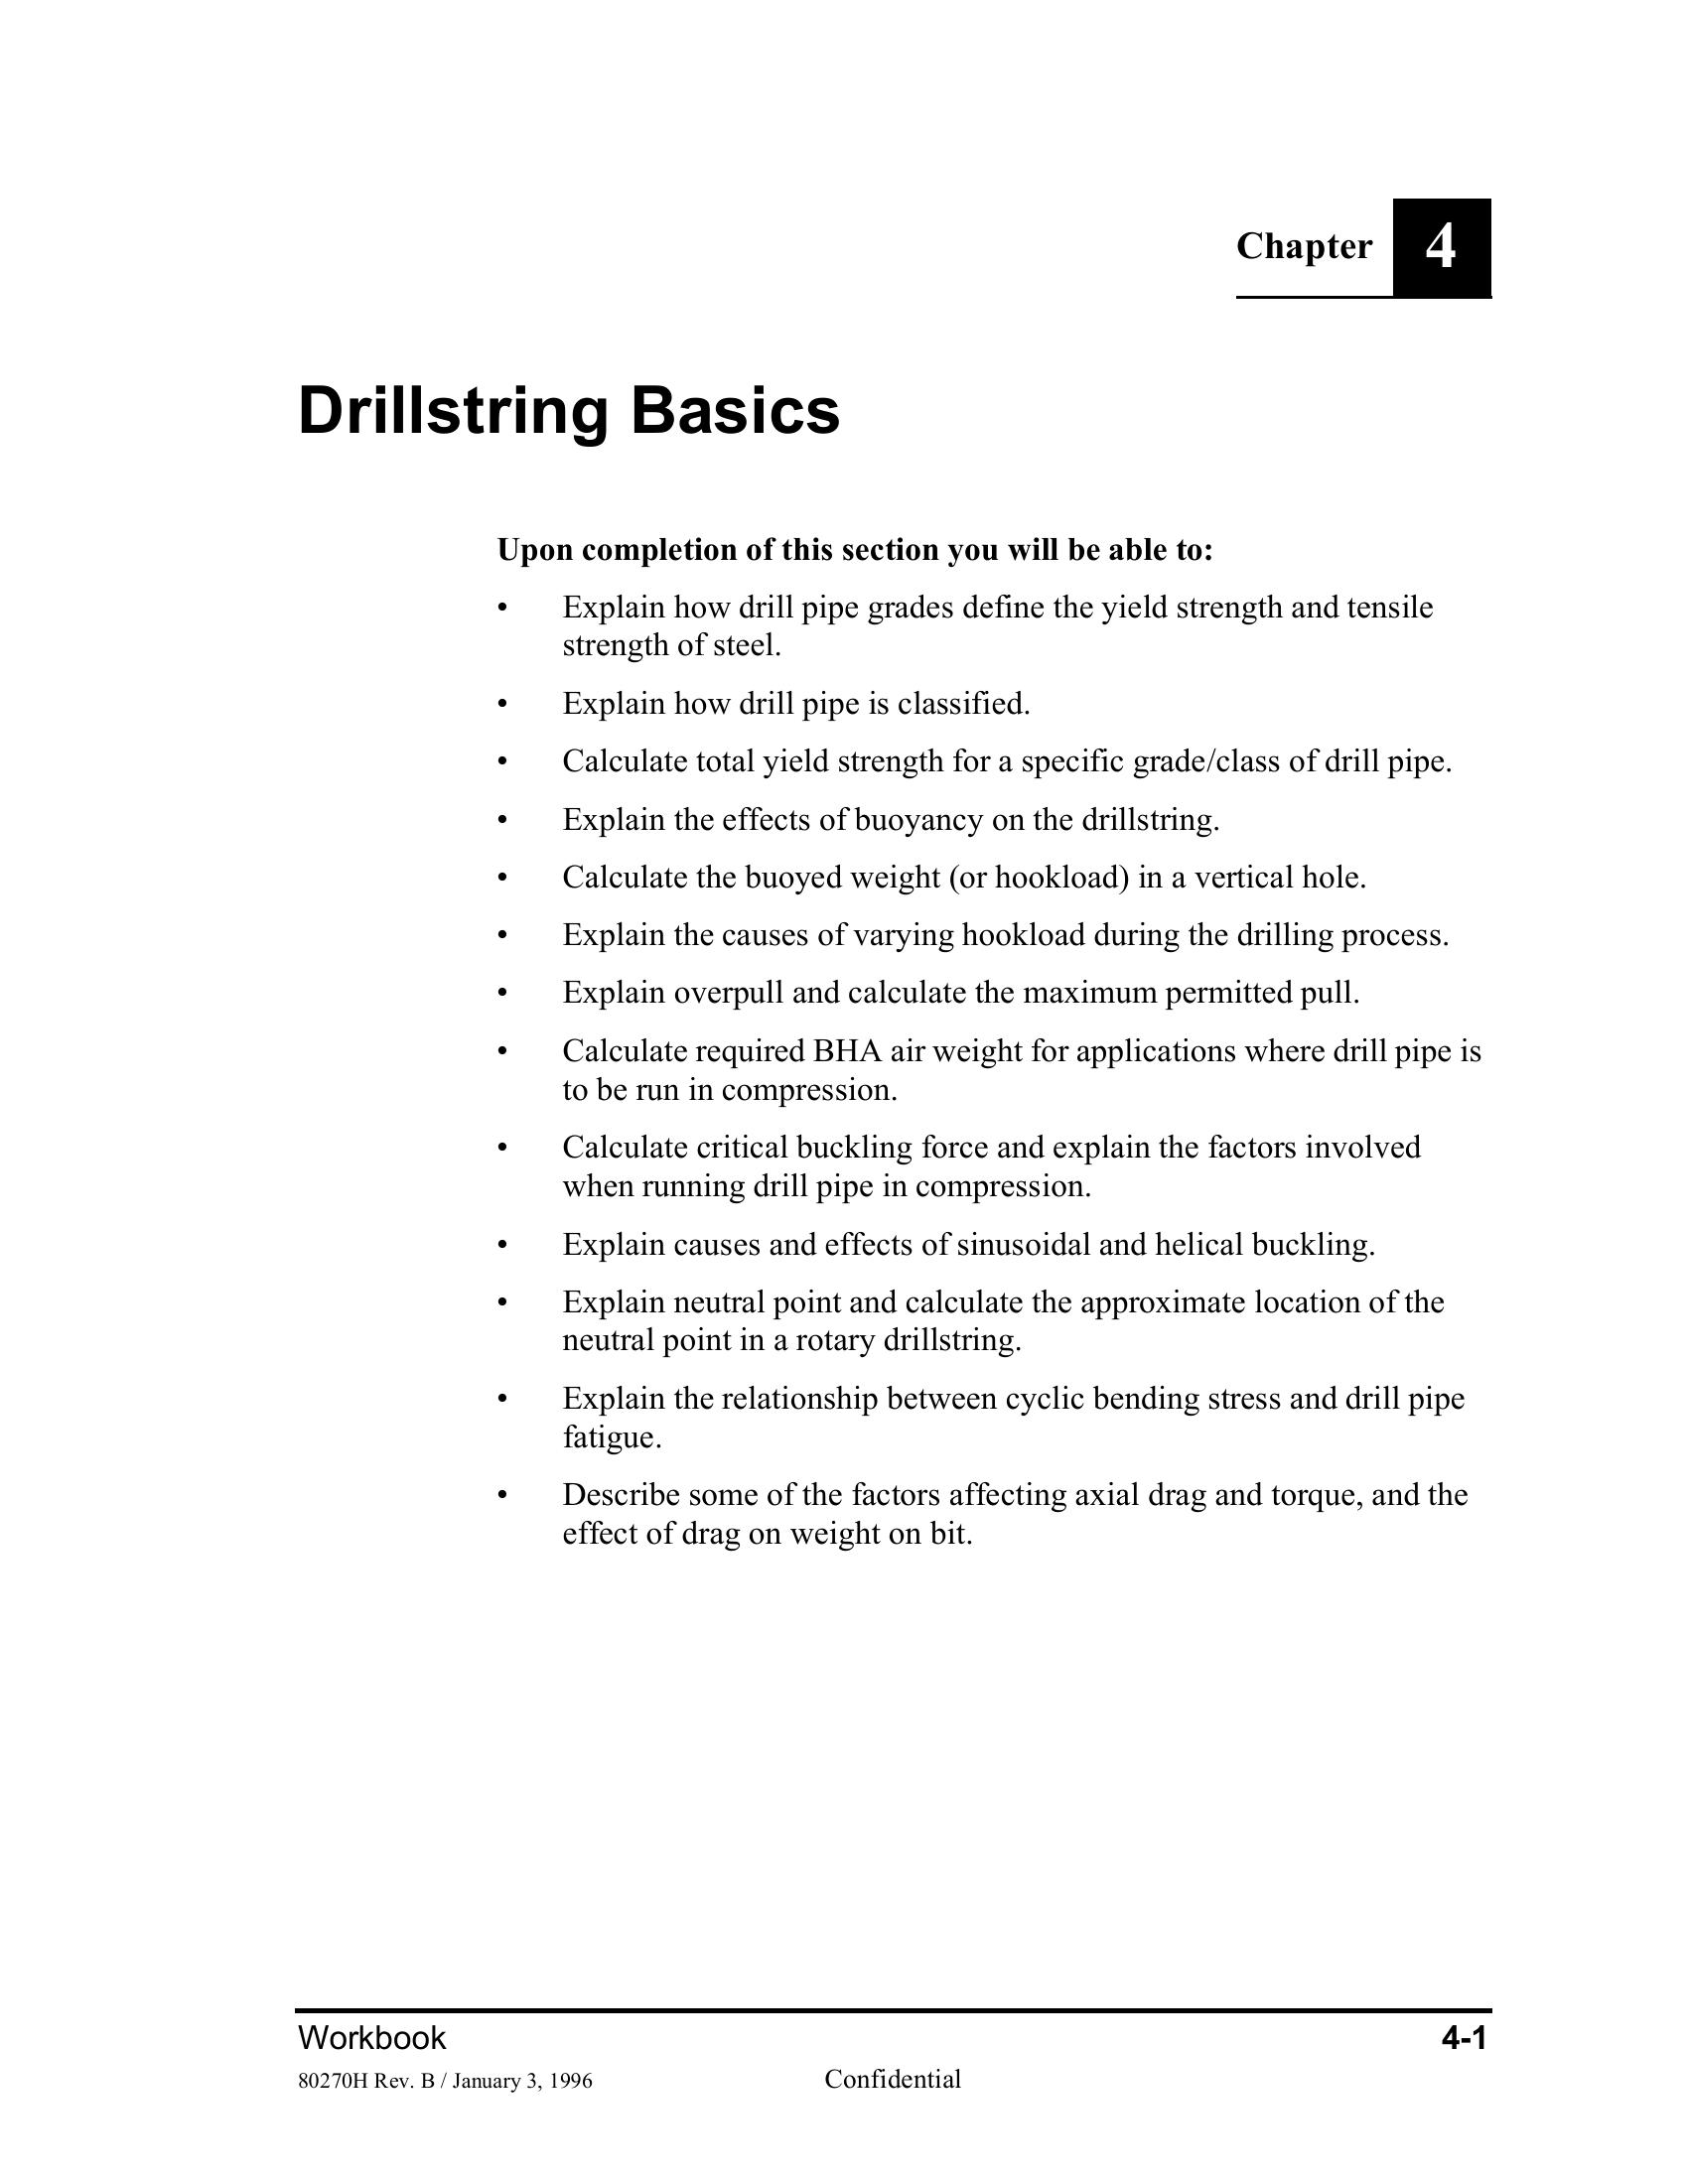 Chapter 4
Drillstring Basics
Upon completion of this section you will be able to:
• Explain how drill pipe grades define the yield strength and tensile
strength of steel.
• Explain how drill pipe is classified.
• Calculate total yield strength for a specific grade/class of drill pipe.
• Explain the effects of buoyancy on the drillstring.
• Calculate the buoyed weight (or hookload) in a vertical hole.
• Explain the causes of varying hookload during the drilling process.
• Explain overpull and calculate the maximum permitted pull.
• Calculate required BHA air weight for applications where drill pipe is
to be run in compression.
• Calculate critical buckling force and explain the factors involved
when running drill pipe in compression.
• Explain causes and effects of sinusoidal and helical buckling.
• Explain neutral point and calculate the approximate location of the
neutral point in a rotary drillstring.
• Explain the relationship between cyclic bending stress and drill pipe
fatigue.
• Describe some of the factors affecting axial drag and torque, and the
effect of drag on weight on bit.
Workbook 4-1
80270H Rev. B / January 3, 1996 Confidential